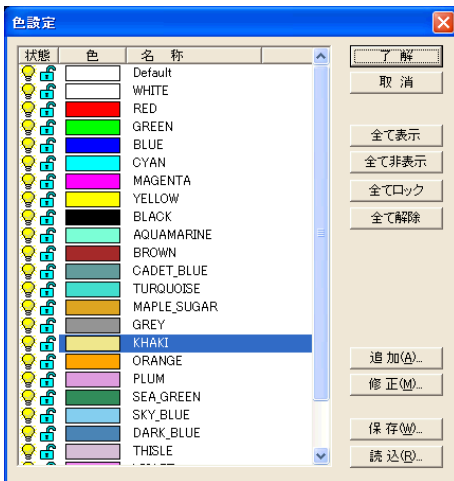 色設定
状態 色 名 称
Default
WHITE
RED
GREEN
BLUE
CYAN
MAGENTA
YELLOW
BLACK
AQUAMARINE
BROWN
CADET_BLUE
TURQUOISE
MAPLE_SUGAR
GREY
KHAKI
ORANGE
PLUM
SEA_GREEN
SKY_BLUE
DARK_BLUE
THISLE
了 解
取 消
全て表示
全て非表示
全てロック
全て解除
追 加(A)...
修 正(M)...
保 存(W)...
読 込(R)...